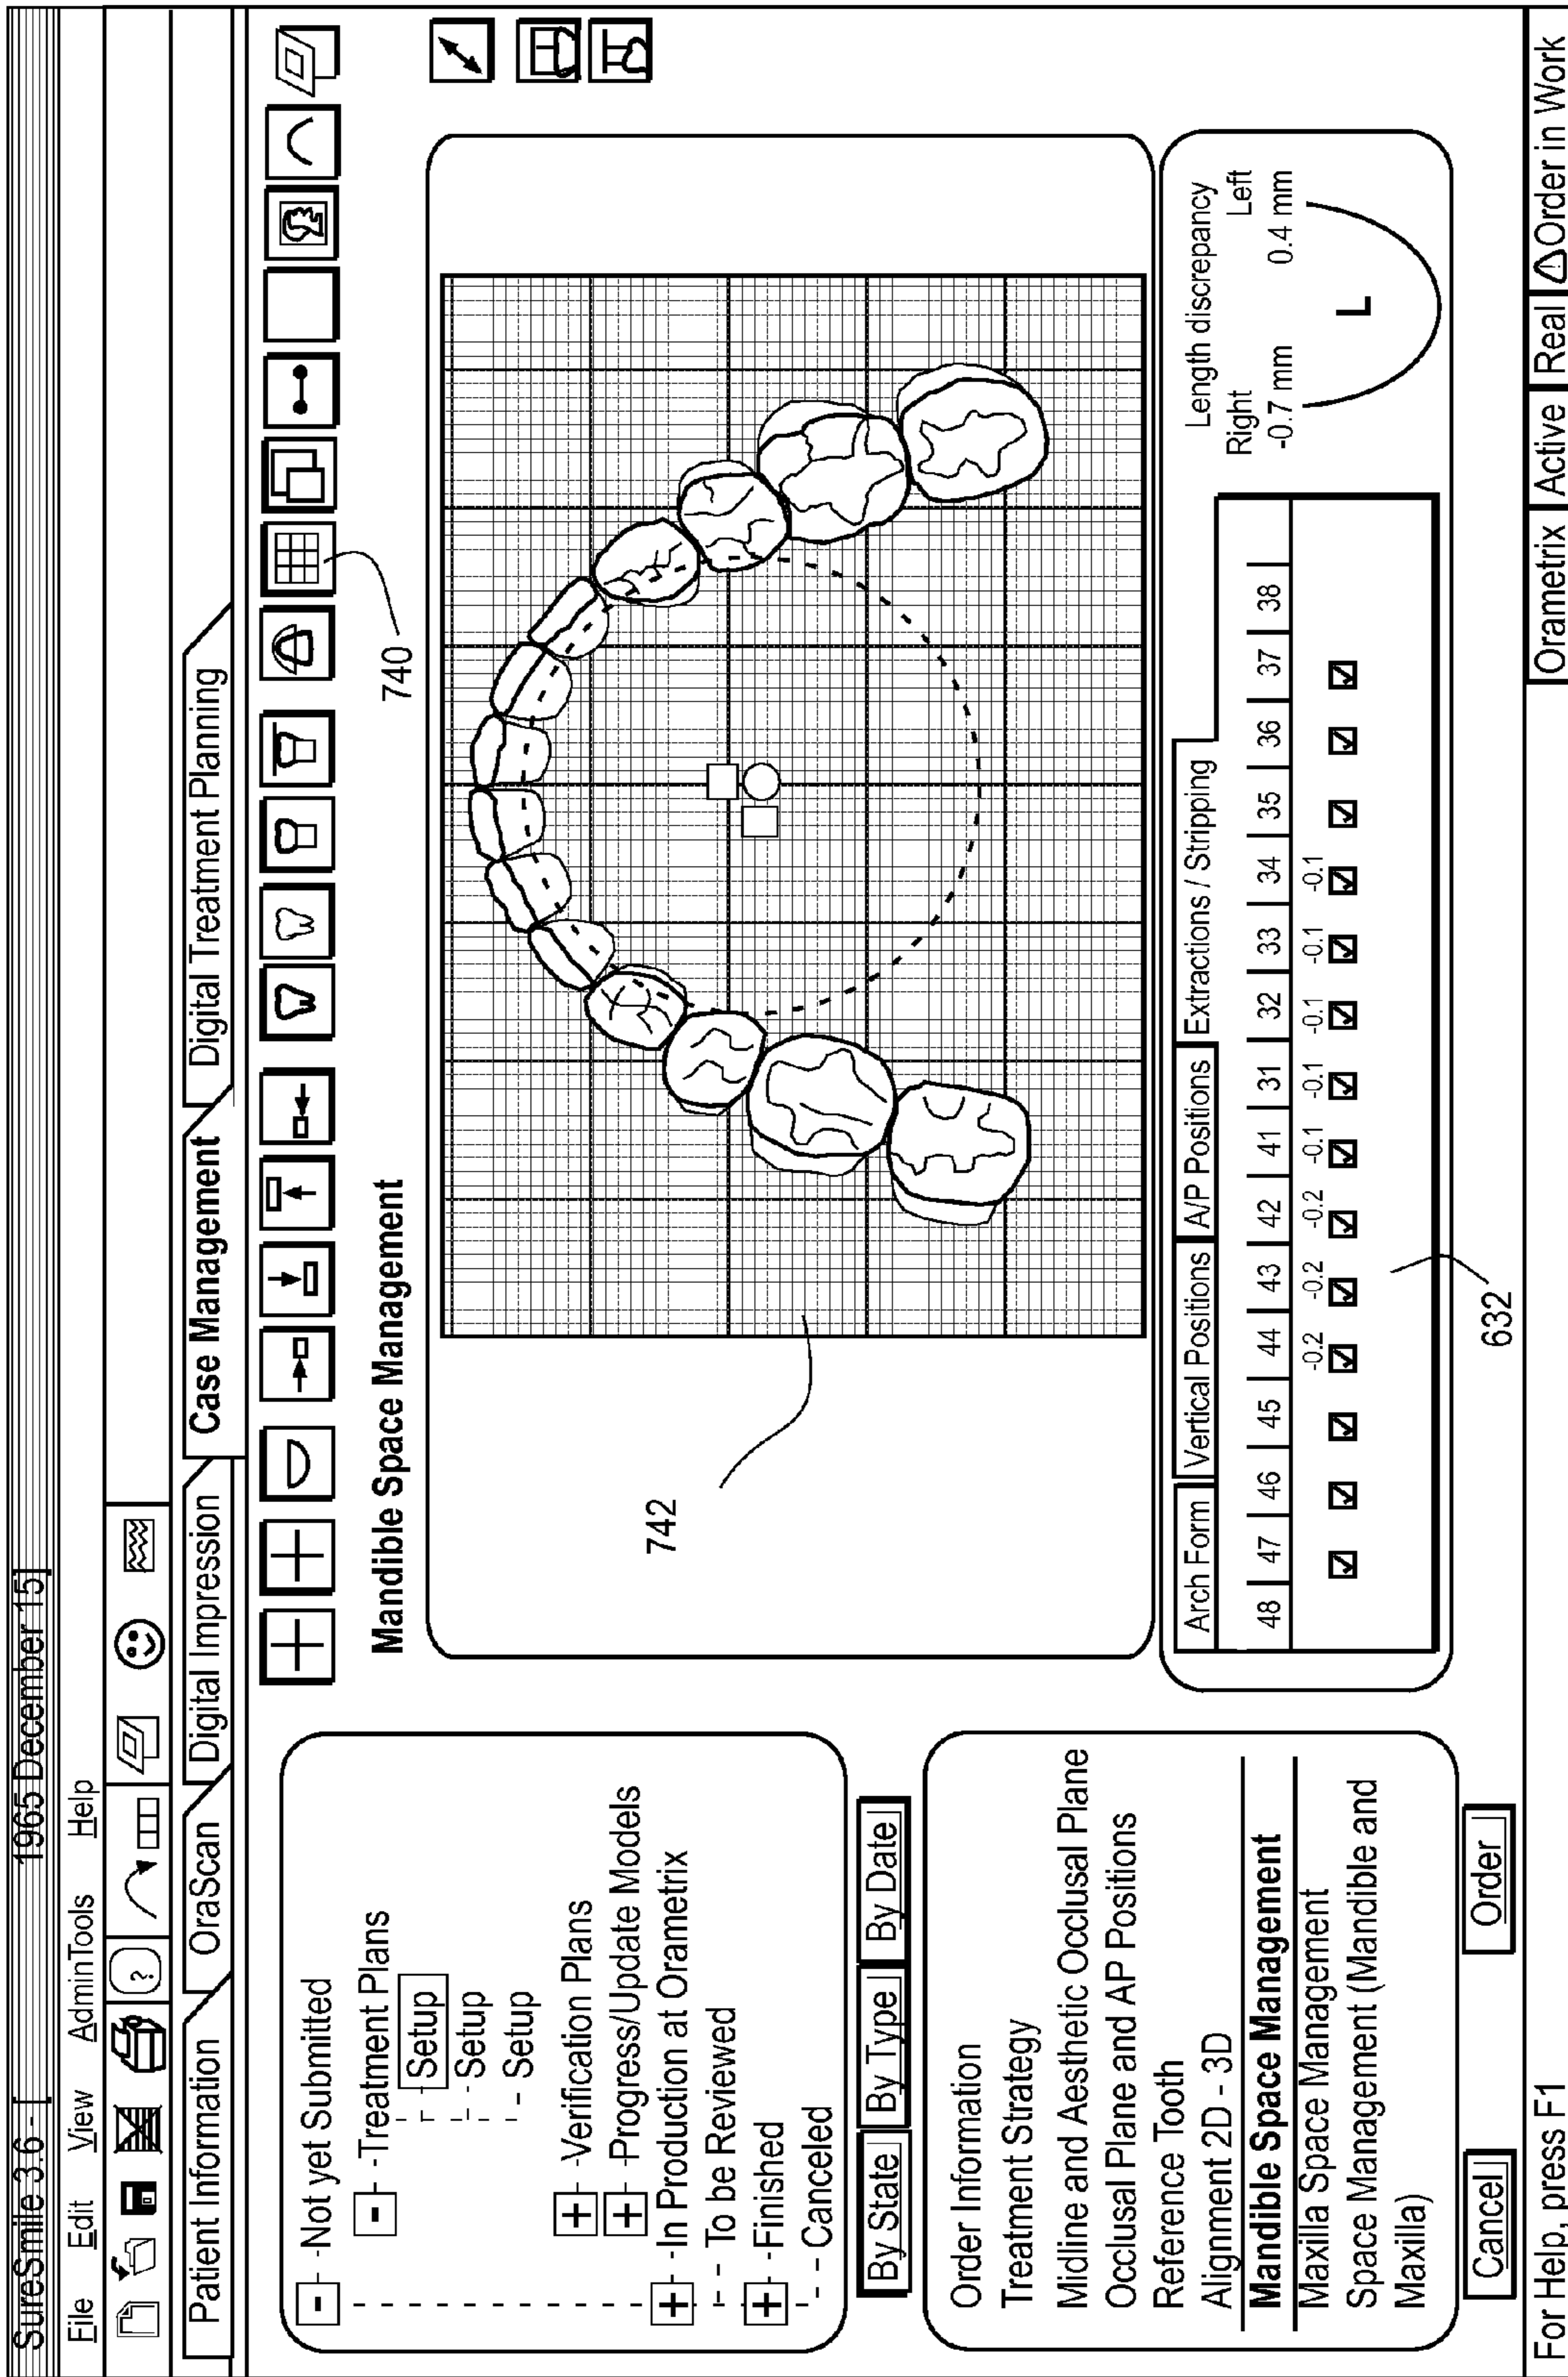 SureSmile 3.6 - [ 1965 December 15]
File Edit View AdminTools Help
?
Patient Information OraScan Digital Impression Case Management Digital Treatment Planning
Not yet Submitted
Treatment Plans
Setup
Setup
Setup
Verification Plans
Progress/Update Models
In Production at Orametrix
To be Reviewed
Finished
Canceled
By State By Type By Date
Order Information
Treatment Strategy
Midline and Aesthetic Occlusal Plane
Occlusal Plane and AP Positions
Reference Tooth
Alignment 2D - 3D
Mandible Space Management
Maxilla Space Management
Space Management (Mandible and
Maxilla)
Cancel Order
740
Mandible Space Management
742
Arch Form Vertical Positions A/P Positions Extractions / Stripping
48 47 46 45 44 43 42 41 31 32 33 34 35 36 37 38
-0.2 -0.2 -0.2 -0.1 -0.1 -0.1 -0.1 -0.1
632
Length discrepancy
Right Left
-0.7 mm 0.4 mm
L
For Help, press F1 Orametrix Active Real Order in Work